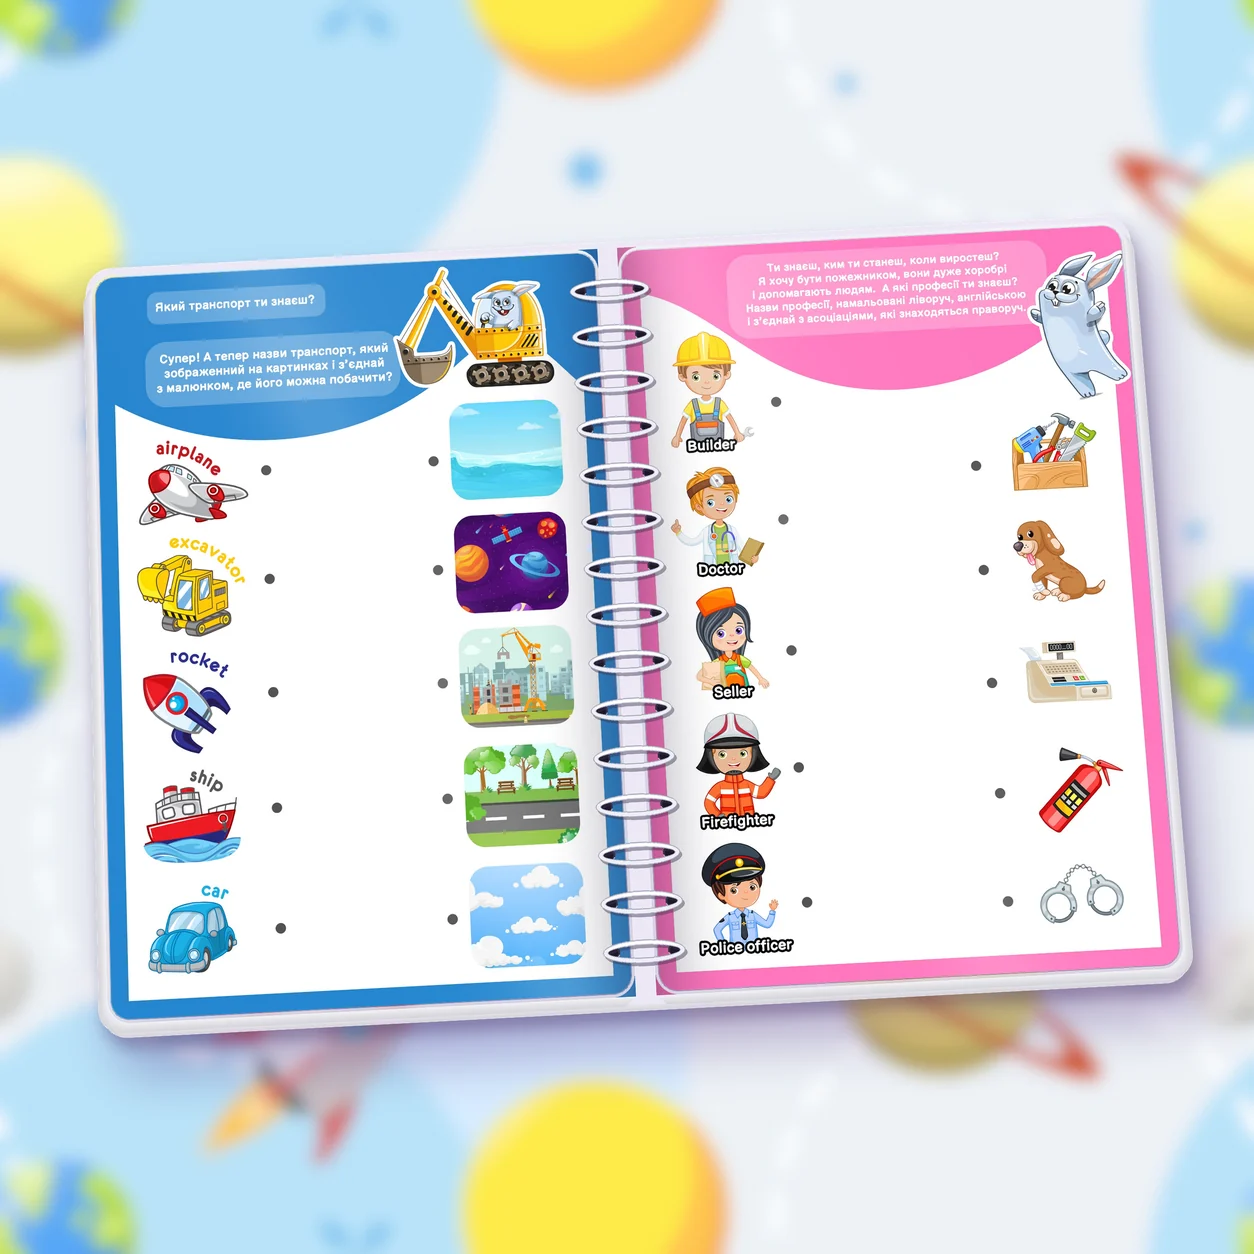 Який транспорт ти знаєш?
Супер! А тепер назви транспорт, який
зображенний на картинках і з’єднай
з малюнком, де його можна побачити?
airplane
excavator
rocket
ship
car
Ти знаєш, ким ти станеш, коли виростеш?
Я хочу бути пожежником, вони дуже хоробрі
і допомагають людям. А які професії ти знаєш?
Назви професії, намальовані ліворуч, англійською
і з’єднай з асоціаціями, які знаходяться праворуч.
Builder
Doctor
Seller
Firefighter
Police officer